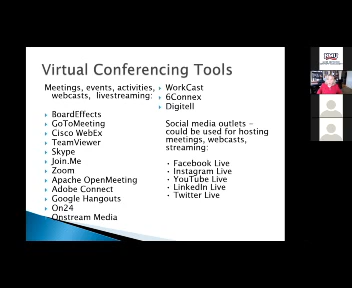 Virtual Conferencing Tools
Meetings, events, activities,
webcasts, livestreaming:
BoardEffects
GoToMeeting
Cisco WebEx
TeamViewer
Skype
Join.Me
Zoom
Apache OpenMeeting
Adobe Connect
Google Hangouts
On24
Onstream Media
WorkCast
6Connex
Digitell
Social media outlets –
could be used for hosting
meetings, webcasts,
streaming:
• Facebook Live
• Instagram Live
• YouTube Live
• LinkedIn Live
• Twitter Live